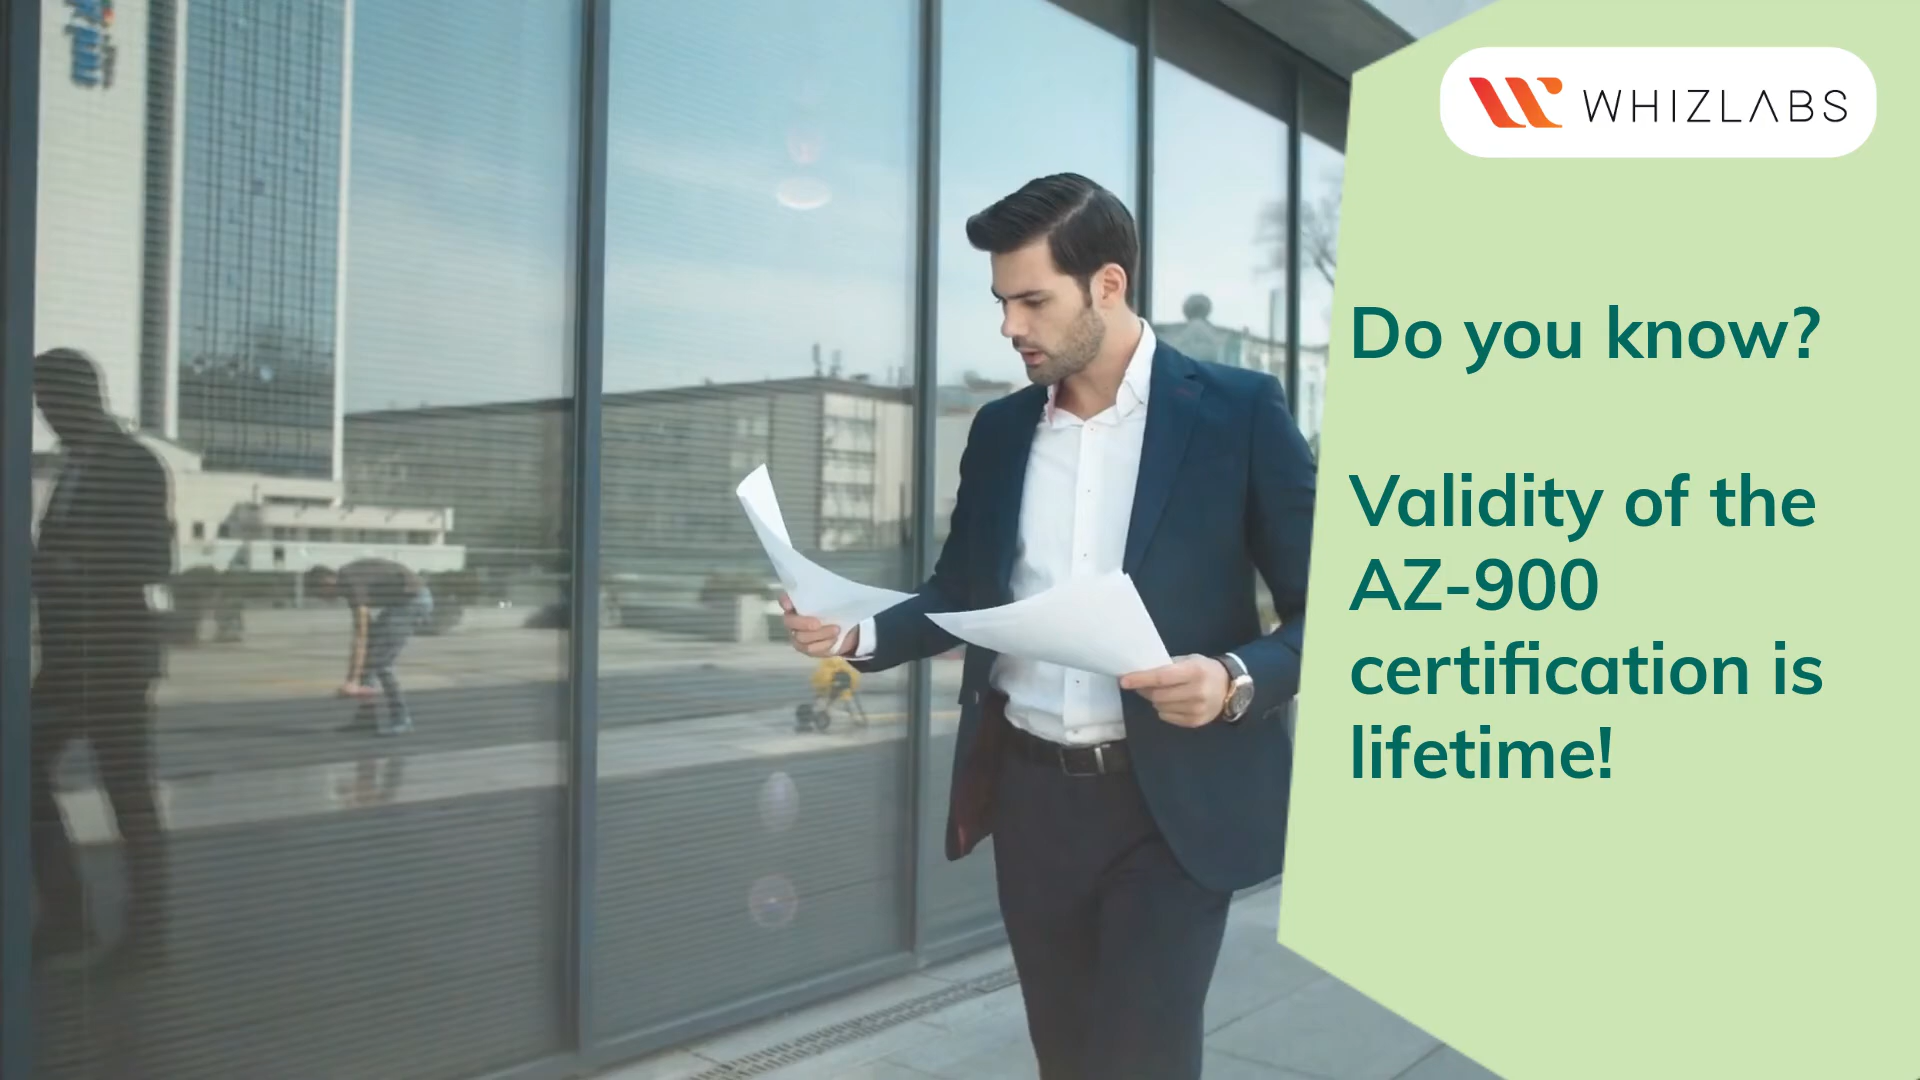 WHIZLABS
Do you know?
Validity of the
AZ-900
certification is
lifetime!